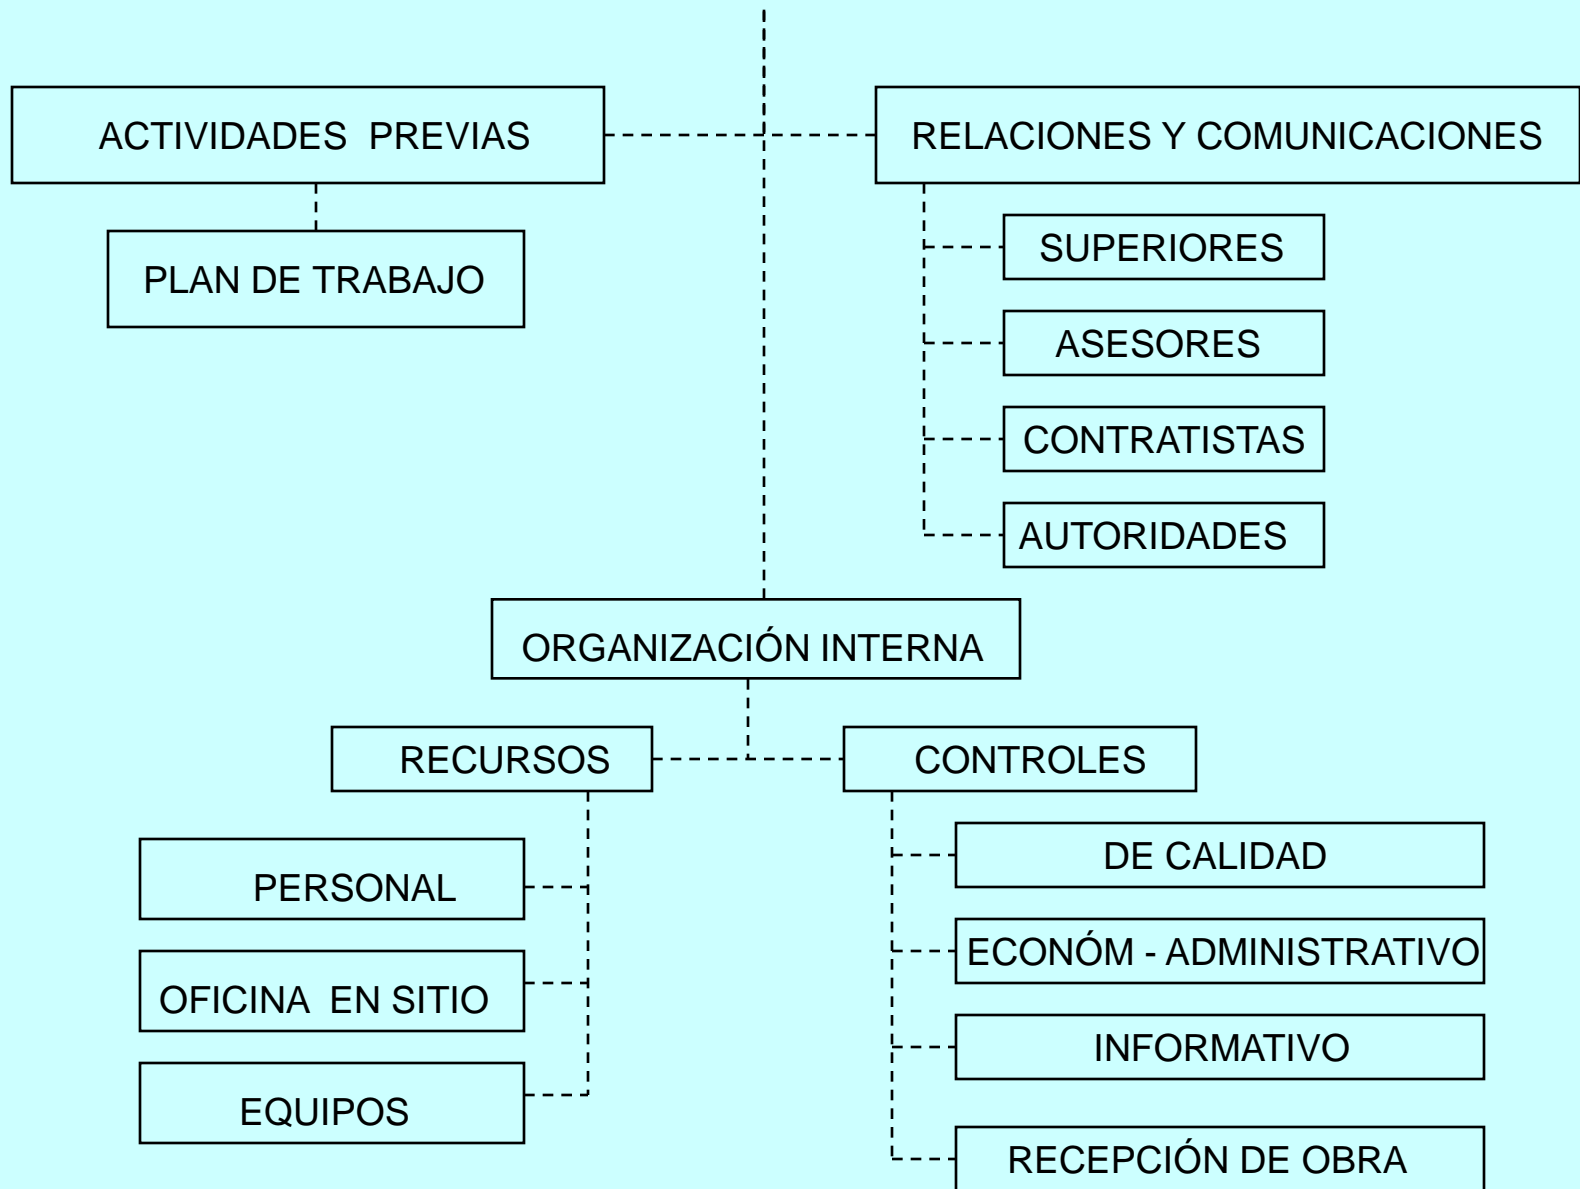 ACTIVIDADES PREVIAS
RELACIONES Y COMUNICACIONES
PLAN DE TRABAJO
SUPERIORES
ASESORES
CONTRATISTAS
AUTORIDADES
ORGANIZACIÓN INTERNA
RECURSOS
CONTROLES
PERSONAL
OFICINA EN SITIO
EQUIPOS
DE CALIDAD
ECONÓM - ADMINISTRATIVO
INFORMATIVO
RECEPCIÓN DE OBRA